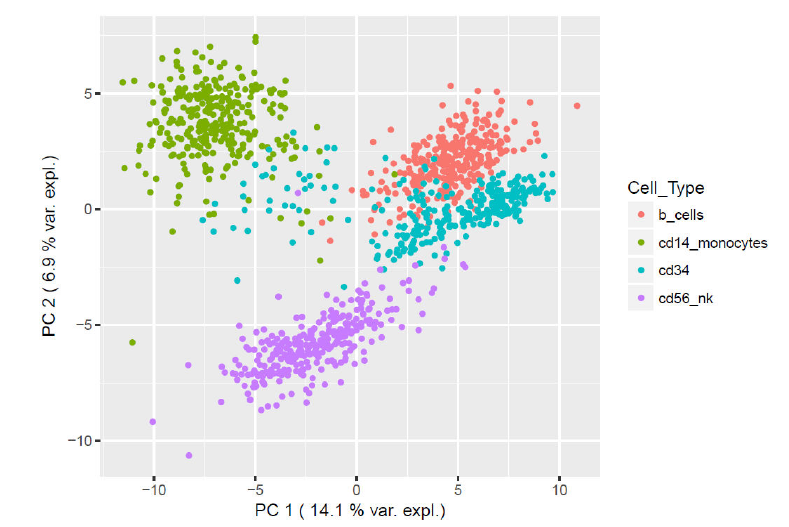 5
0
−5
−10
PC 2 ( 6.9 % var. expl.)
−10 −5 0 5 10
PC 1 ( 14.1 % var. expl.)
Cell_Type
b_cells
cd14_monocytes
cd34
cd56_nk